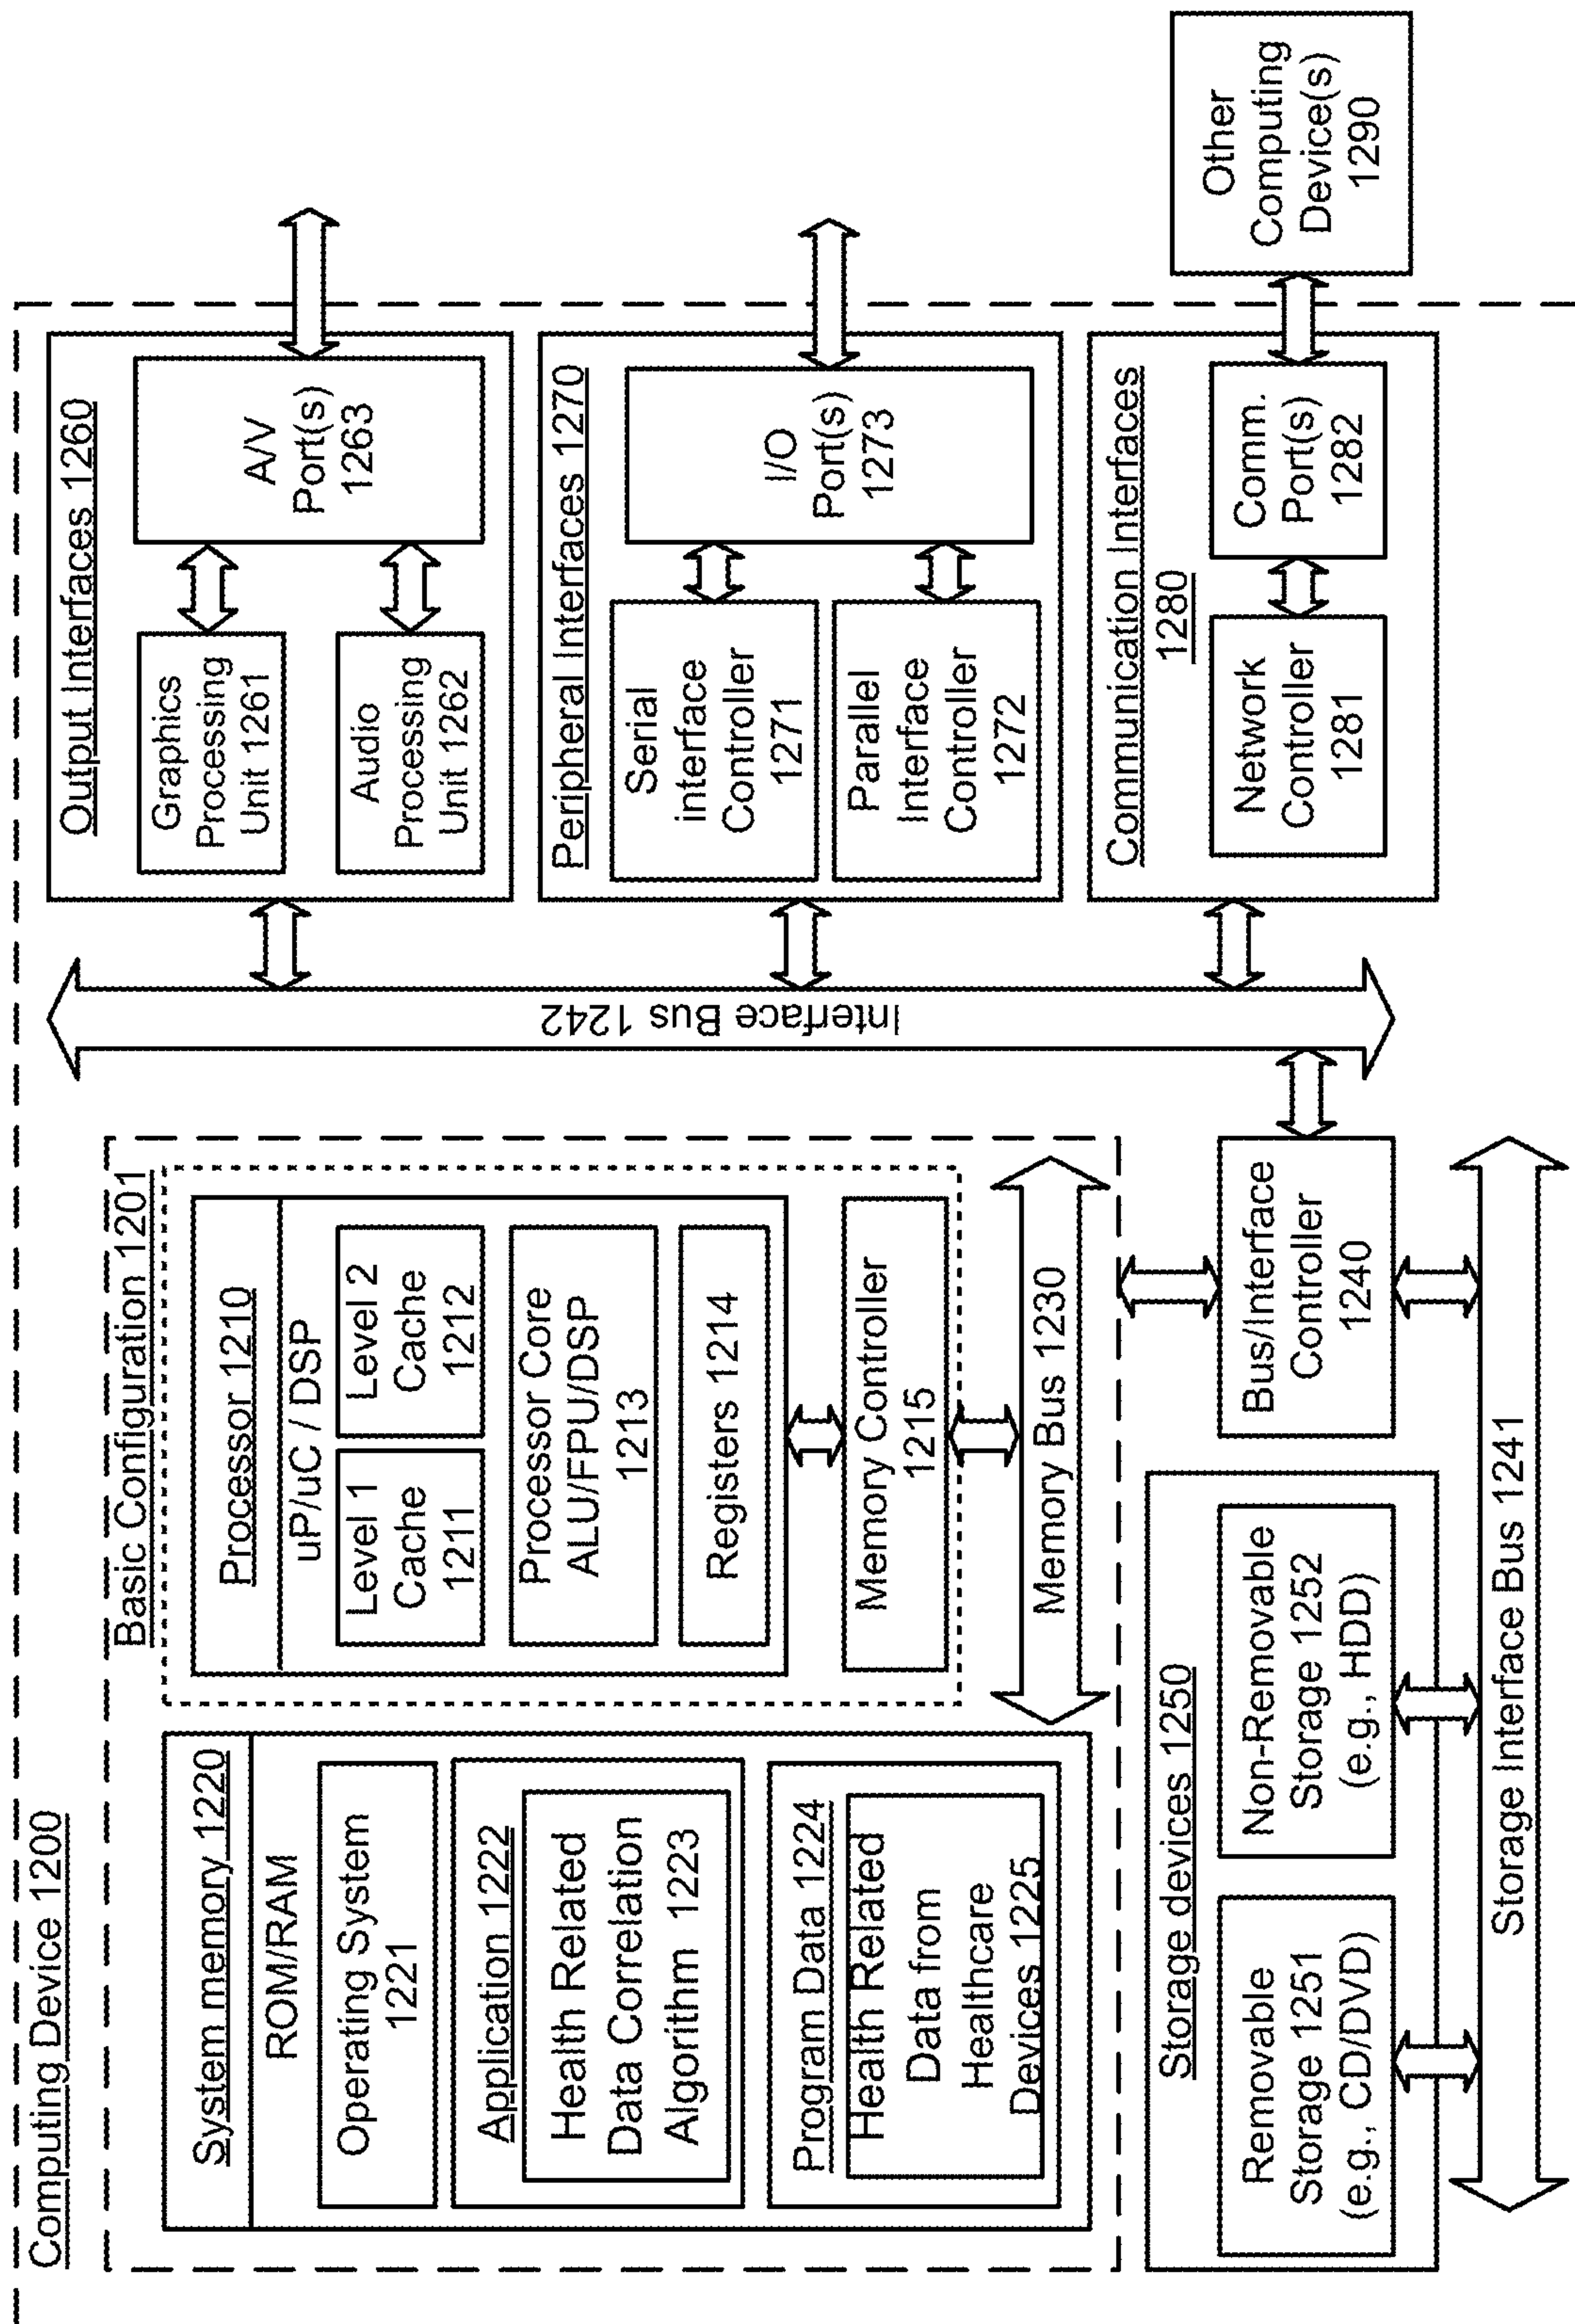 Computing Device 1200
Basic Configuration 1201
System memory 1220
ROM/RAM
Operating System
1221
Application 1222
Health Related
Data Correlation
Algorithm 1223
Program Data 1224
Health Related
Data from
Healthcare
Devices 1225
Processor 1210
uP/uC / DSP
Level 1
Cache
1211
Level 2
Cache
1212
Processor Core
ALU/FPU/DSP
1213
Registers 1214
Memory Controller
1215
Memory Bus 1230
Bus/Interface
Controller
1240
Storage devices 1250
Removable
Storage 1251
(e.g., CD/DVD)
Non-Removable
Storage 1252
(e.g., HDD)
Storage Interface Bus 1241
Interface Bus 1242
Output Interfaces 1260
Graphics
Processing
Unit 1261
Audio
Processing
Unit 1262
A/V
Port(s)
1263
Peripheral Interfaces 1270
Serial
interface
Controller
1271
Parallel
Interface
Controller
1272
I/O
Port(s)
1273
Communication Interfaces
1280
Network
Controller
1281
Comm.
Port(s)
1282
Other
Computing
Device(s)
1290